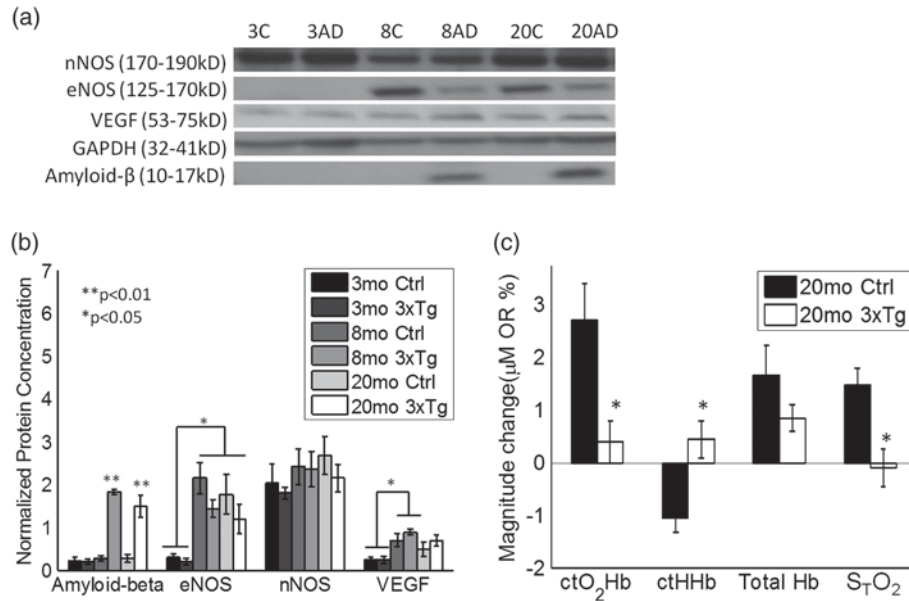 (a)
3C 3AD 8C 8AD 20C 20AD
nNOS (170-190kD)
eNOS (125-170kD)
VEGF (53-75kD)
GAPDH (32-41kD)
Amyloid-β (10-17kD)
(b)
Normalized Protein Concentration
7
6
5
4
3
2
1
0
**p<0.01
*p<0.05
3mo Ctrl
3mo 3xTg
8mo Ctrl
8mo 3xTg
20mo Ctrl
20mo 3xTg
** ** * *
Amyloid-beta eNOS nNOS VEGF
(c)
Magnitude change(μM OR %)
3
2
1
0
-1
-2
20mo Ctrl
20mo 3xTg
* * *
ctO₂Hb ctHHb Total Hb SₜO₂